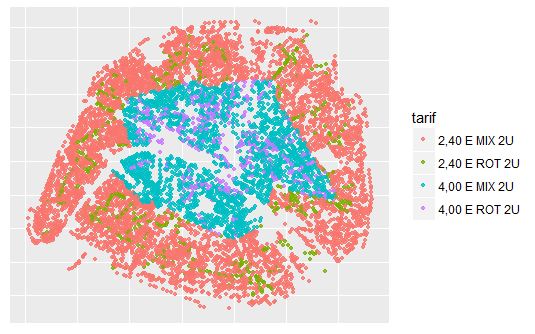 tarif
2,40 E MIX 2U
2,40 E ROT 2U
4,00 E MIX 2U
4,00 E ROT 2U